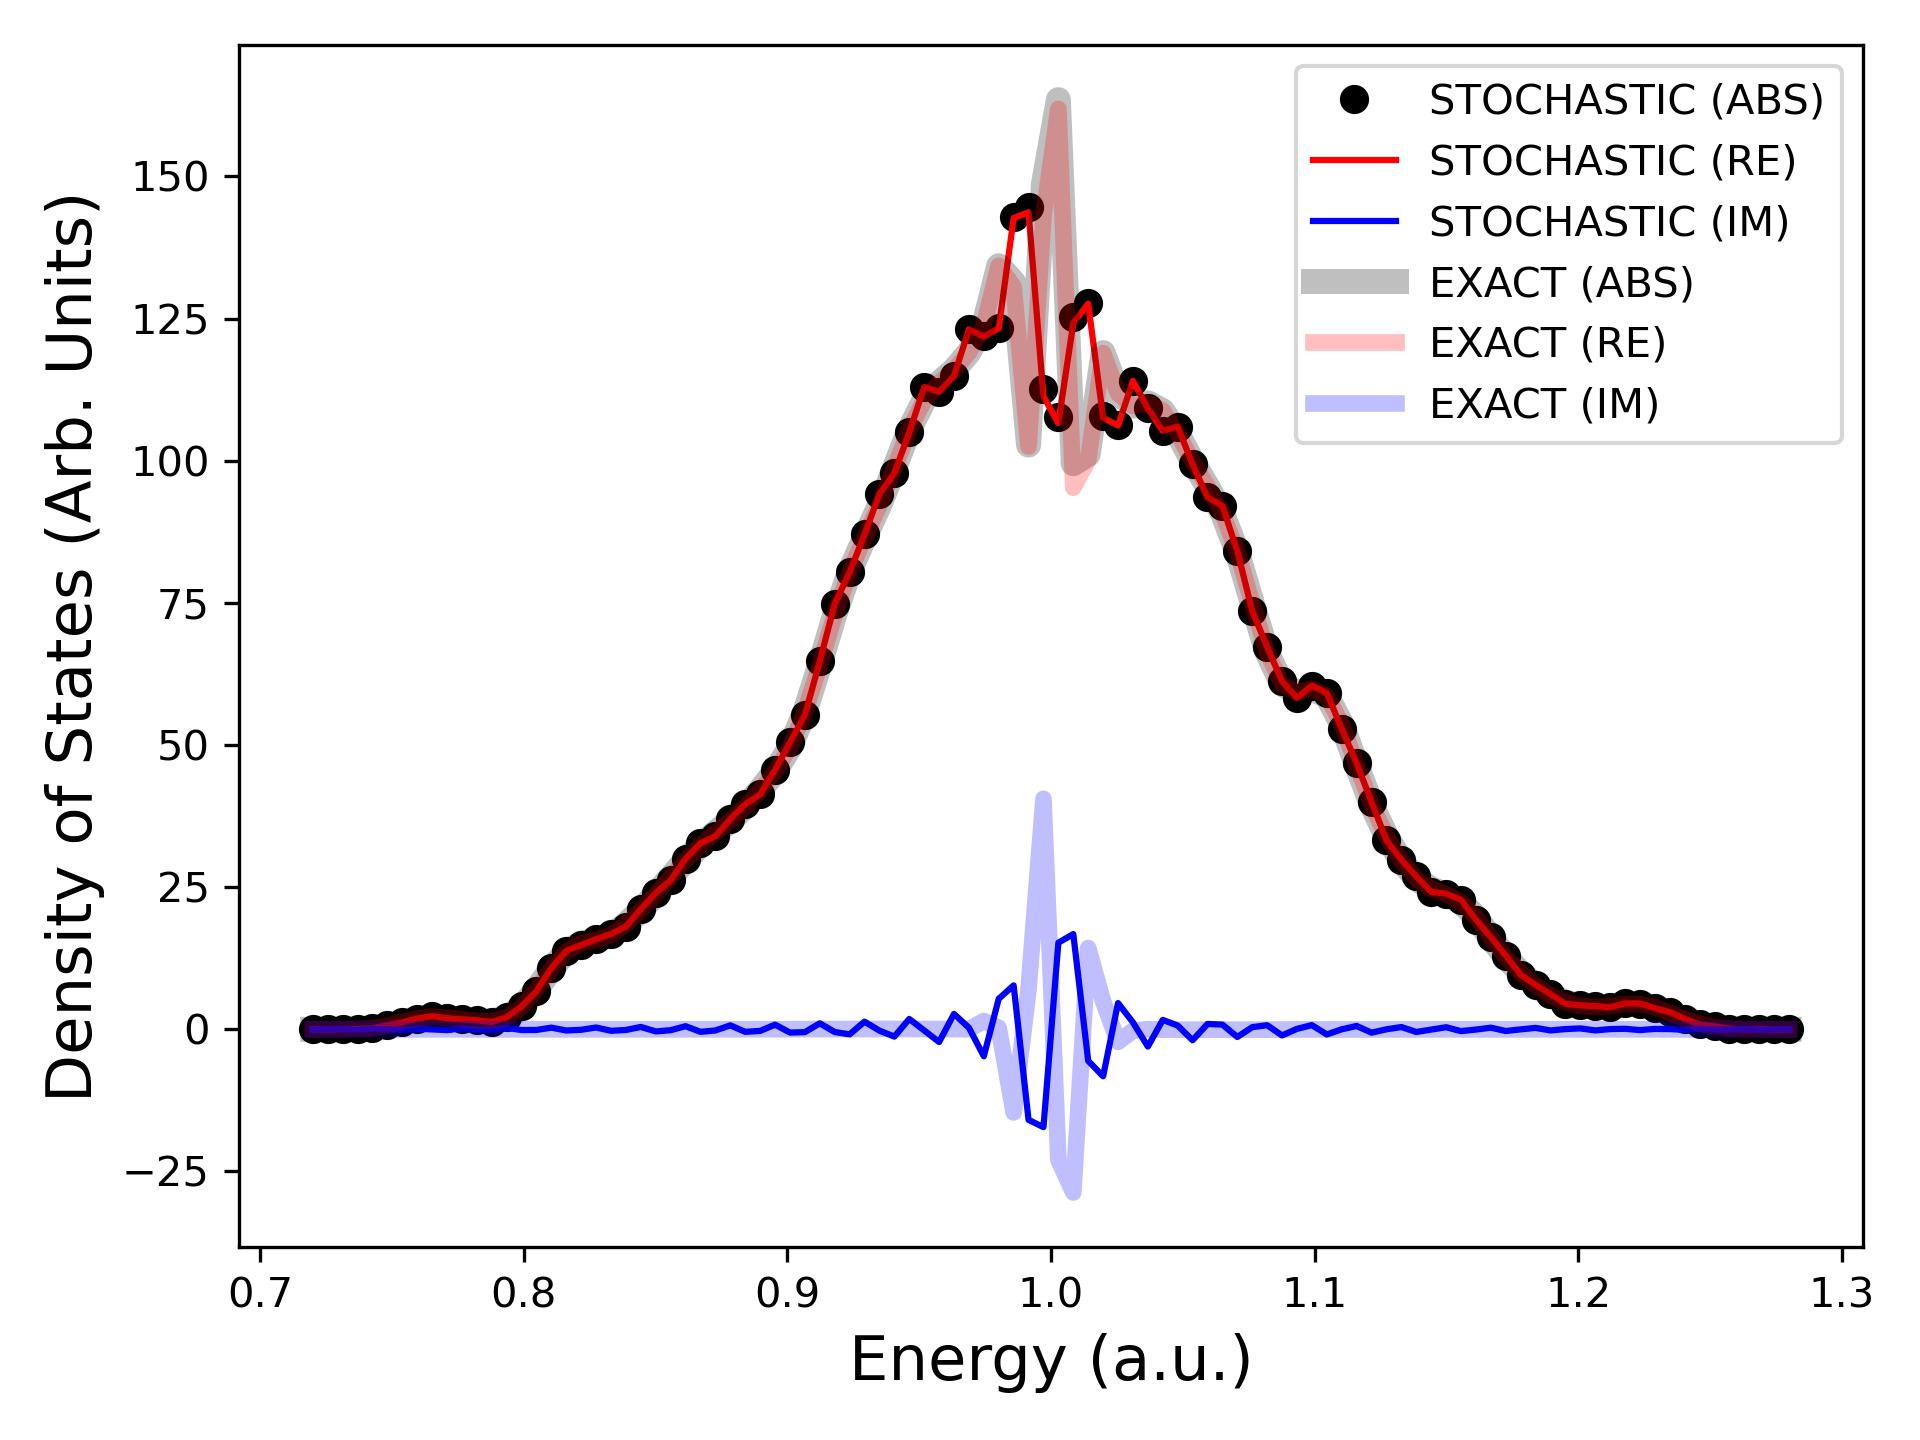 STOCHASTIC (ABS)
STOCHASTIC (RE)
STOCHASTIC (IM)
EXACT (ABS)
EXACT (RE)
EXACT (IM)
Density of States (Arb. Units)
150
125
100
75
50
25
0
−25
0.7 0.8 0.9 1.0 1.1 1.2 1.3
Energy (a.u.)